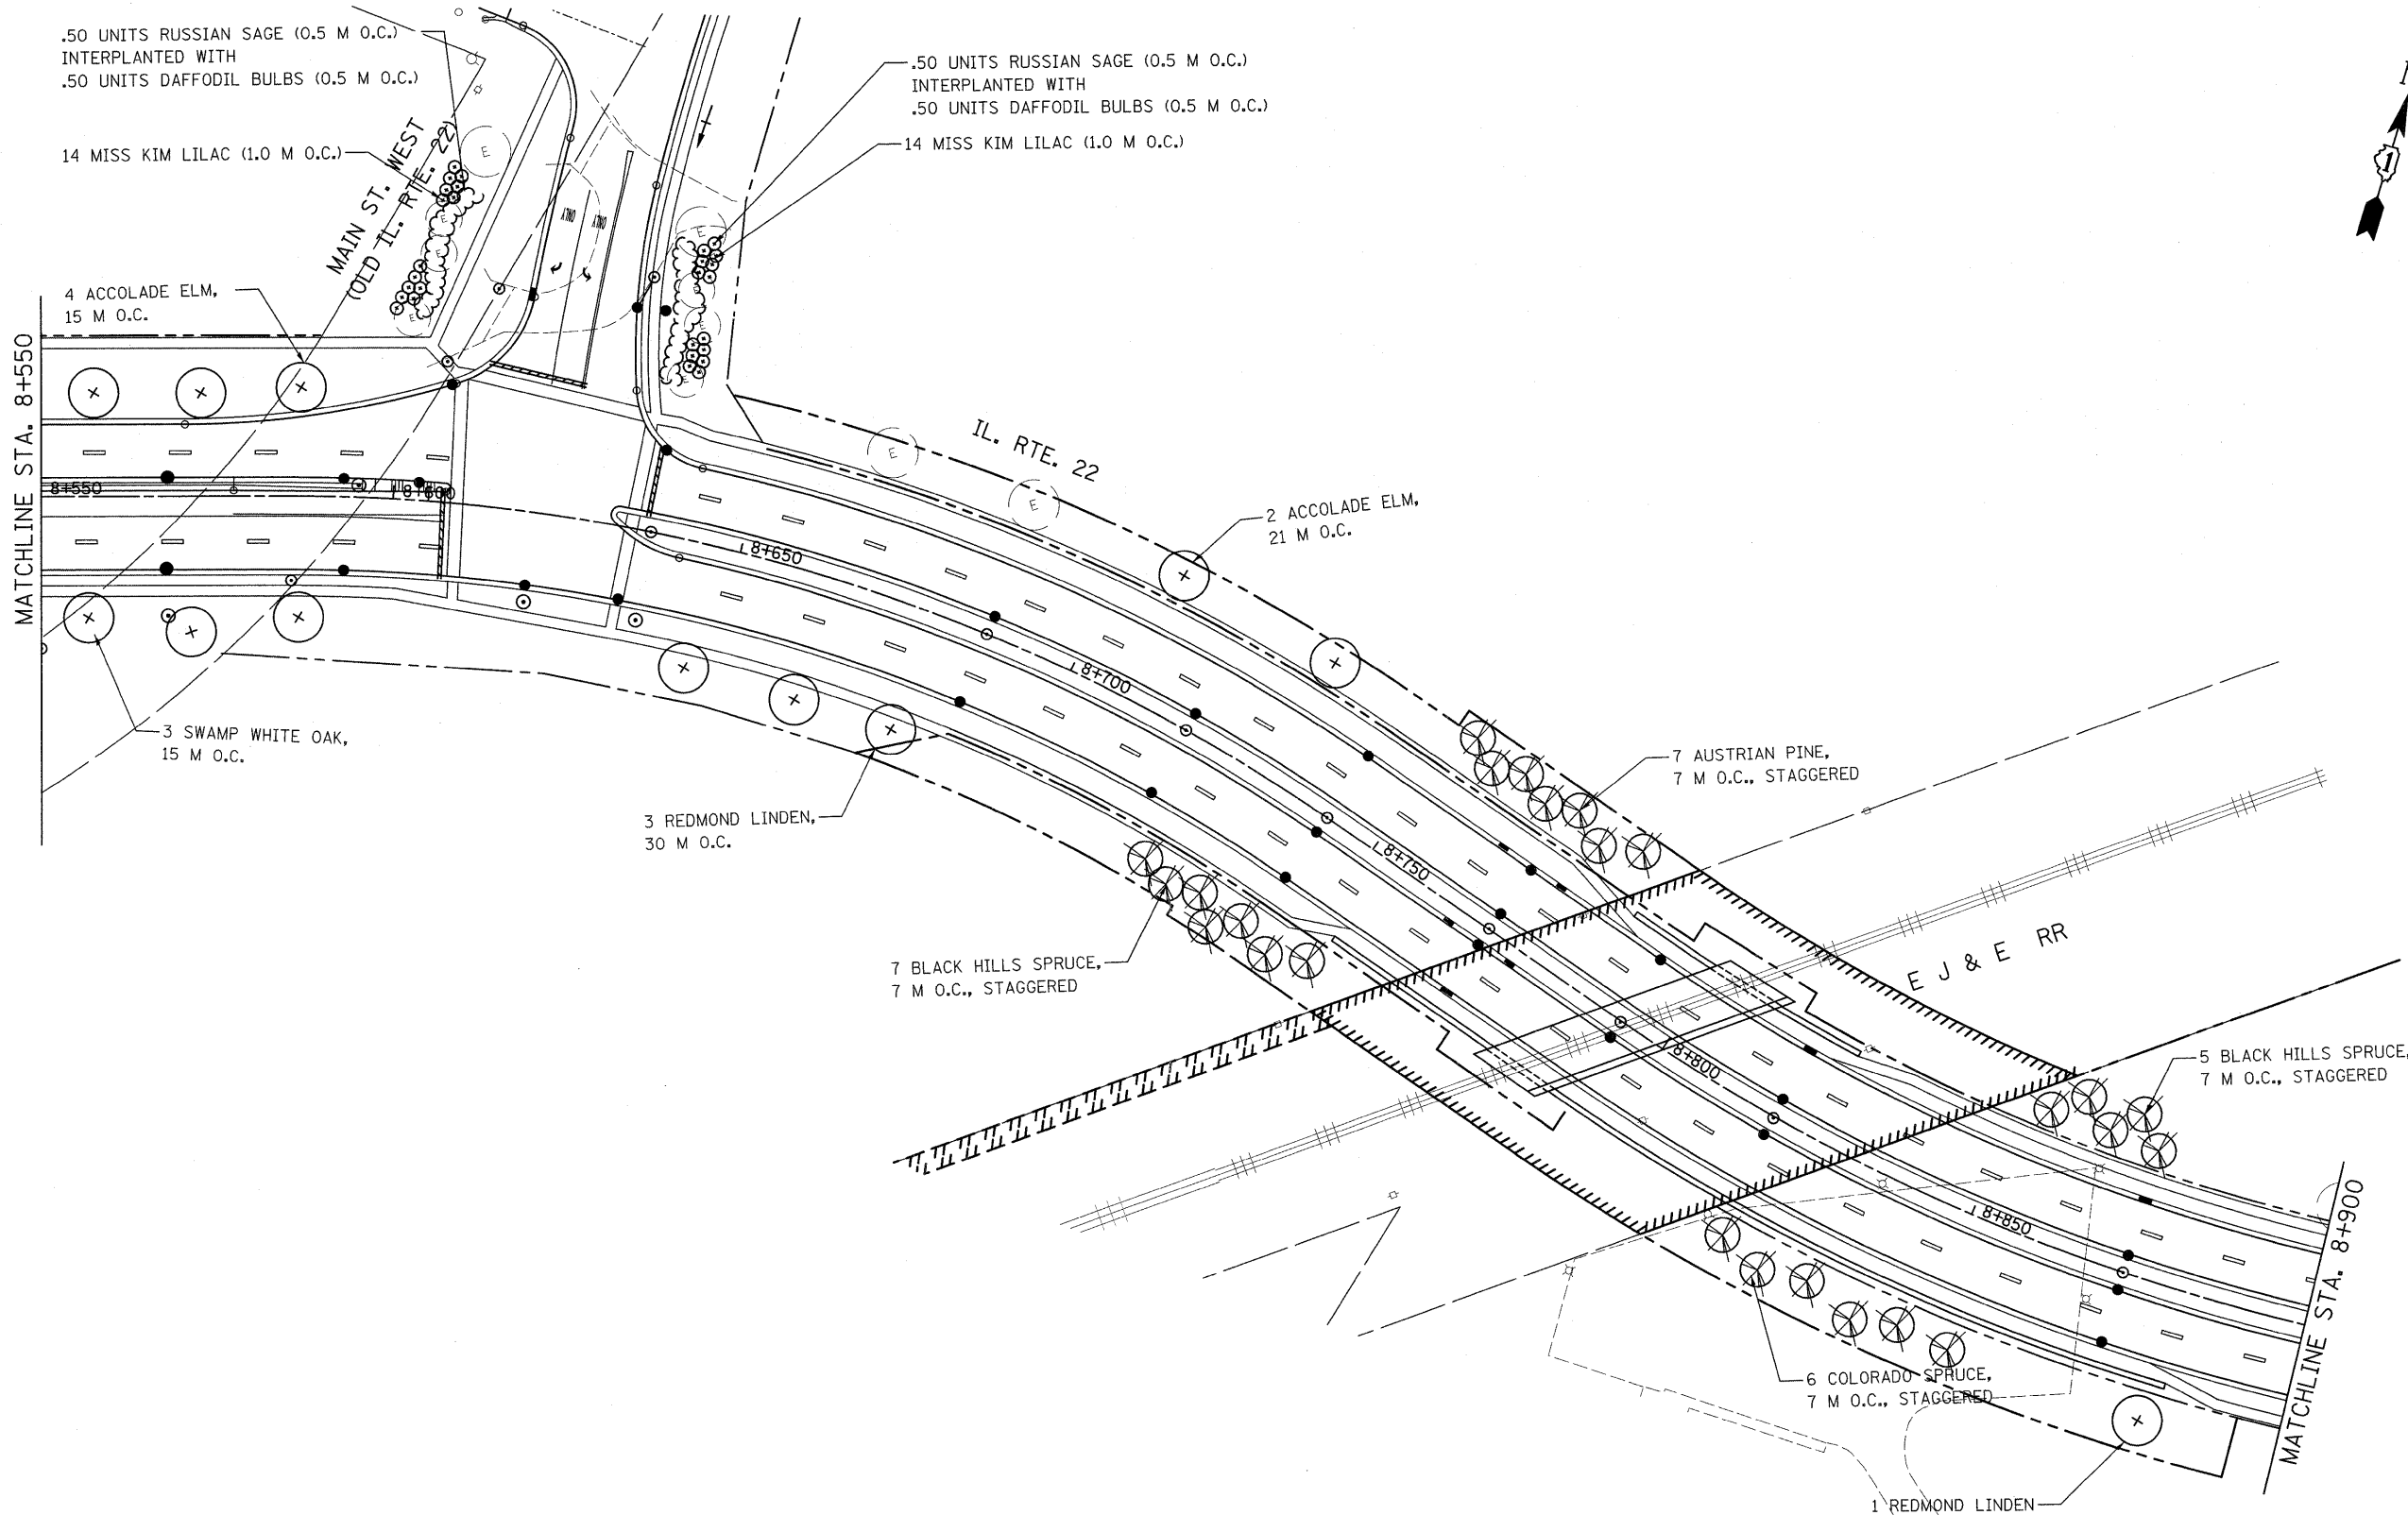 .50 UNITS RUSSIAN SAGE (0.5 M O.C.)
INTERPLANTED WITH
.50 UNITS DAFFODIL BULBS (0.5 M O.C.)
14 MISS KIM LILAC (1.0 M O.C.)
.50 UNITS RUSSIAN SAGE (0.5 M O.C.)
INTERPLANTED WITH
.50 UNITS DAFFODIL BULBS (0.5 M O.C.)
14 MISS KIM LILAC (1.0 M O.C.)
1
MAIN ST. WEST
(OLD IL. RTE. 22)
E
E
E
E
E
E
E
E
ONLY
ONLY
4 ACCOLADE ELM,
15 M O.C.
MATCHLINE STA. 8+550
8+550
8+600
IL. RTE. 22
E
E
2 ACCOLADE ELM,
21 M O.C.
8+650
8+700
3 SWAMP WHITE OAK,
15 M O.C.
3 REDMOND LINDEN,
30 M O.C.
7 AUSTRIAN PINE,
7 M O.C., STAGGERED
8+750
7 BLACK HILLS SPRUCE,
7 M O.C., STAGGERED
E J & E RR
8+800
5 BLACK HILLS SPRUCE,
7 M O.C., STAGGERED
8+850
MATCHLINE STA. 8+900
6 COLORADO SPRUCE,
7 M O.C., STAGGERED
1 REDMOND LINDEN